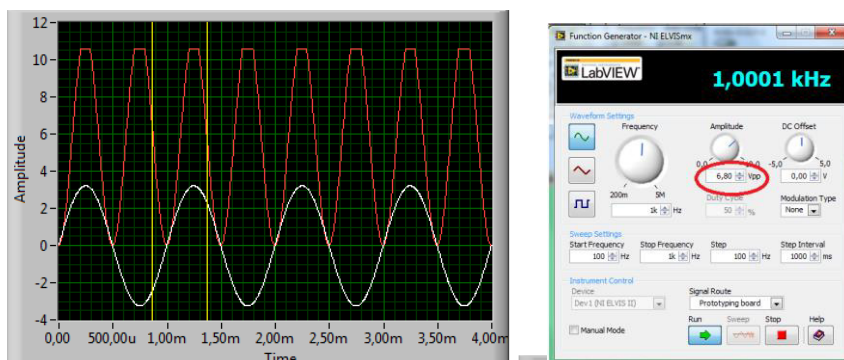 12
10
8
6
4
2
0
-2
-4
Amplitude
0,00 500,00u 1,00m 1,50m 2,00m 2,50m 3,00m 3,50m 4,00m
Time
Function Generator - NI ELVISmx
LabVIEW
1,0001 kHz
Waveform Settings
Frequency Amplitude DC Offset
0,0 10,0 -5,0 5,0
6,80 Vpp 0,00 V
200m 5M Duty Cycle Modulation Type
1k Hz 50 % None
Sweep Settings
Start Frequency Stop Frequency Step Step Interval
100 Hz 1k Hz 100 Hz 1000 ms
Instrument Control
Device Signal Route
Dev1 (NI ELVIS II) Prototyping board
Run Sweep Stop Help
Manual Mode